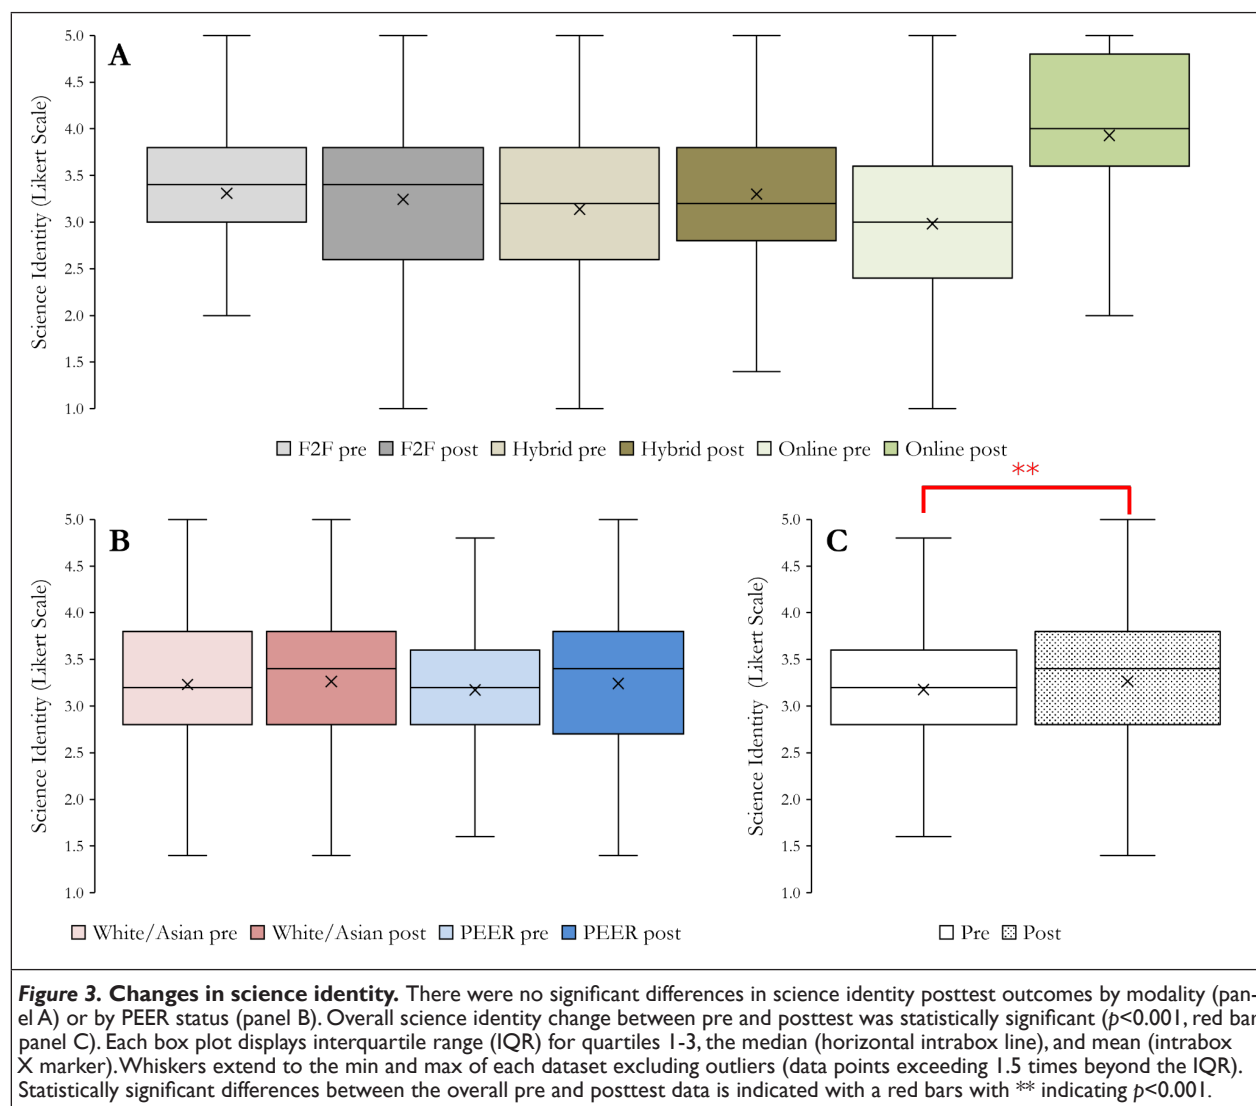 A
5.0
4.5
4.0
3.5
3.0
2.5
2.0
1.5
1.0
Science Identity (Likert Scale)
F2F pre F2F post Hybrid pre Hybrid post Online pre Online post
B
5.0
4.5
4.0
3.5
3.0
2.5
2.0
1.5
1.0
Science Identity (Likert Scale)
White/Asian pre White/Asian post PEER pre PEER post
**
C
5.0
4.5
4.0
3.5
3.0
2.5
2.0
1.5
1.0
Science Identity (Likert Scale)
Pre Post
Figure 3. Changes in science identity. There were no significant differences in science identity posttest outcomes by modality (pan-
el A) or by PEER status (panel B). Overall science identity change between pre and posttest was statistically significant (p<0.001, red bar
panel C). Each box plot displays interquartile range (IQR) for quartiles 1-3, the median (horizontal intrabox line), and mean (intrabox
X marker). Whiskers extend to the min and max of each dataset excluding outliers (data points exceeding 1.5 times beyond the IQR).
Statistically significant differences between the overall pre and posttest data is indicated with a red bars with ** indicating p<0.001.